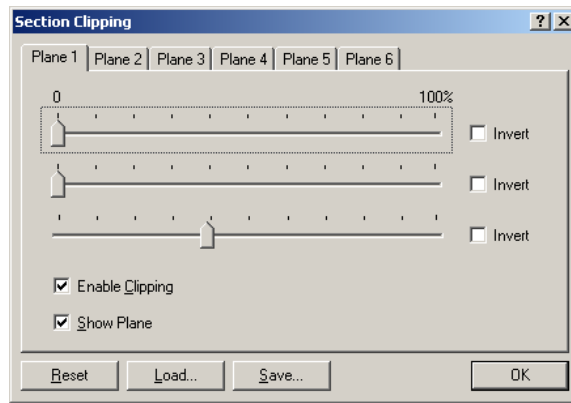 Section Clipping ? X
Plane 1 Plane 2 Plane 3 Plane 4 Plane 5 Plane 6
0 100%
Invert
Invert
Invert
Enable Clipping
Show Plane
Reset Load... Save... OK